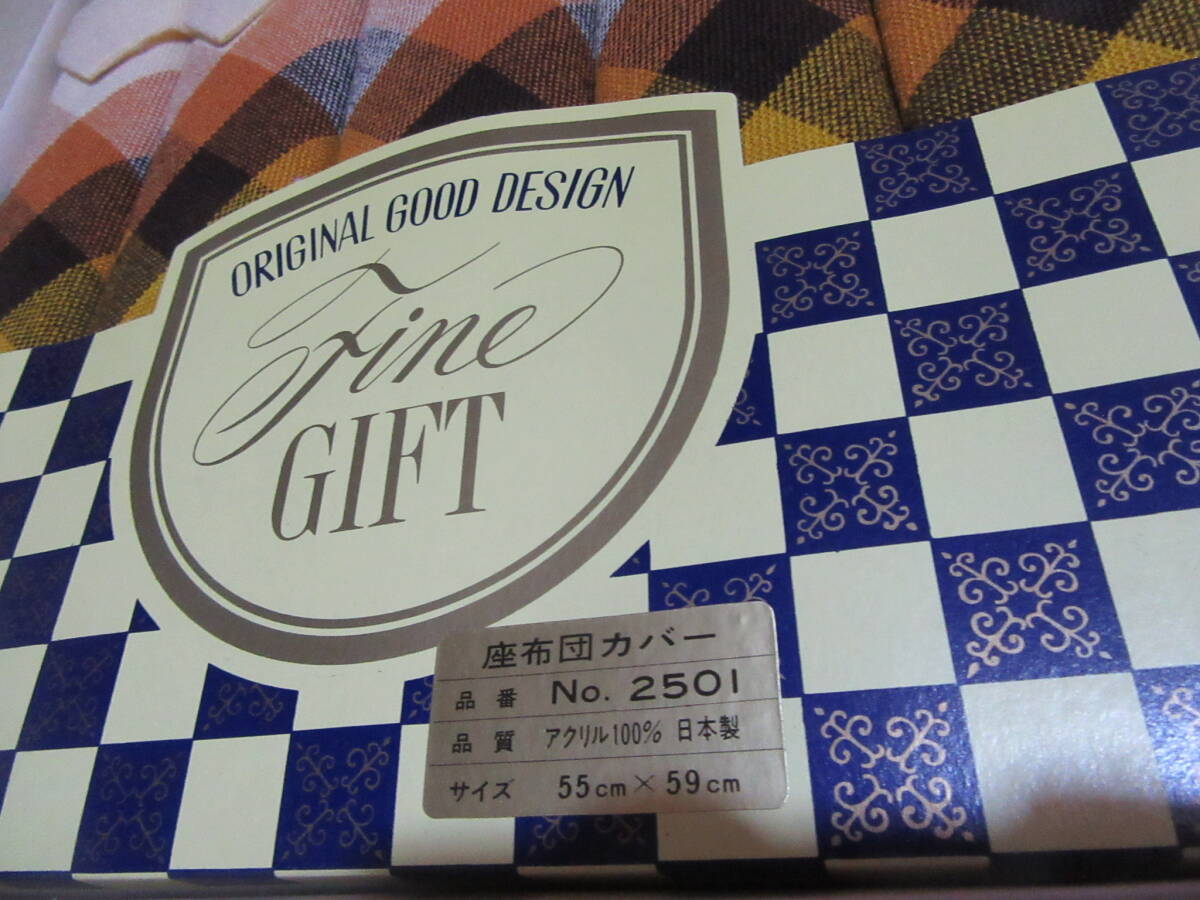 ORIGINAL GOOD DESIGN
Fine
GIFT
座布団カバー
品番 No. 2501
品質 アクリル100% 日本製
サイズ 55cm×59cm